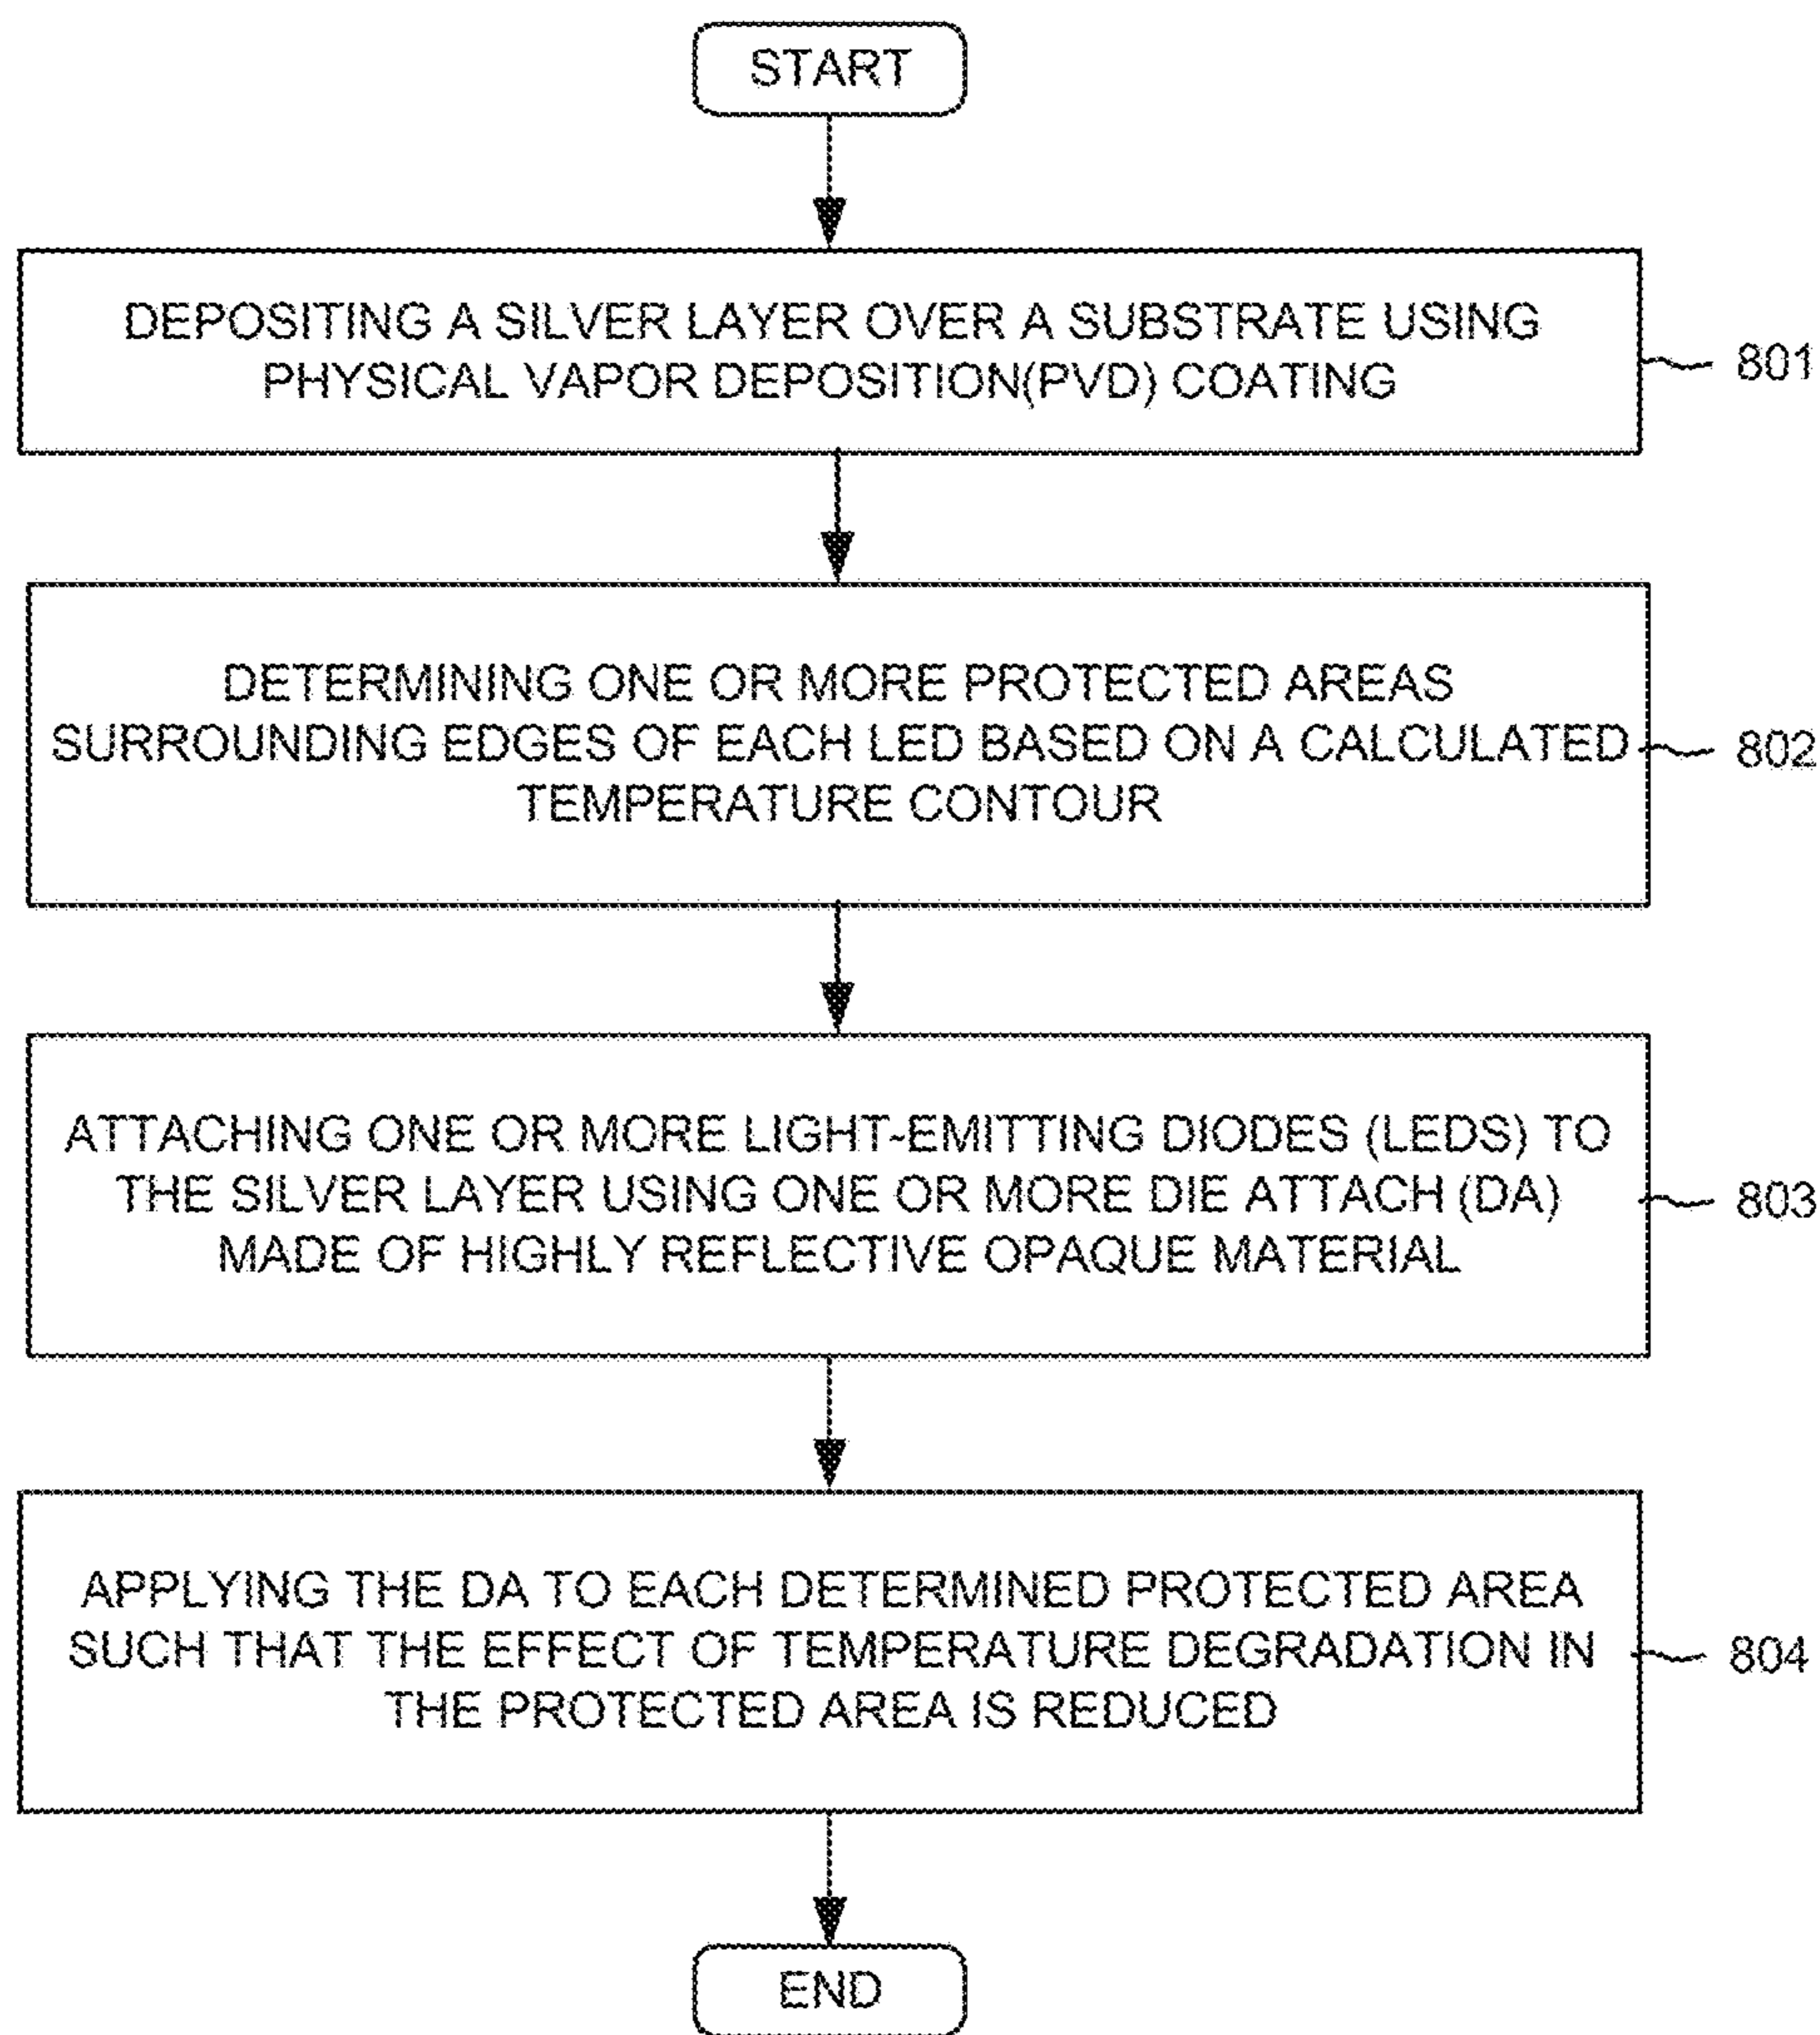 START
DEPOSITING A SILVER LAYER OVER A SUBSTRATE USING
PHYSICAL VAPOR DEPOSITION(PVD) COATING
801
DETERMINING ONE OR MORE PROTECTED AREAS
SURROUNDING EDGES OF EACH LED BASED ON A CALCULATED
TEMPERATURE CONTOUR
802
ATTACHING ONE OR MORE LIGHT-EMITTING DIODES (LEDS) TO
THE SILVER LAYER USING ONE OR MORE DIE ATTACH (DA)
MADE OF HIGHLY REFLECTIVE OPAQUE MATERIAL
803
APPLYING THE DA TO EACH DETERMINED PROTECTED AREA
SUCH THAT THE EFFECT OF TEMPERATURE DEGRADATION IN
THE PROTECTED AREA IS REDUCED
804
END